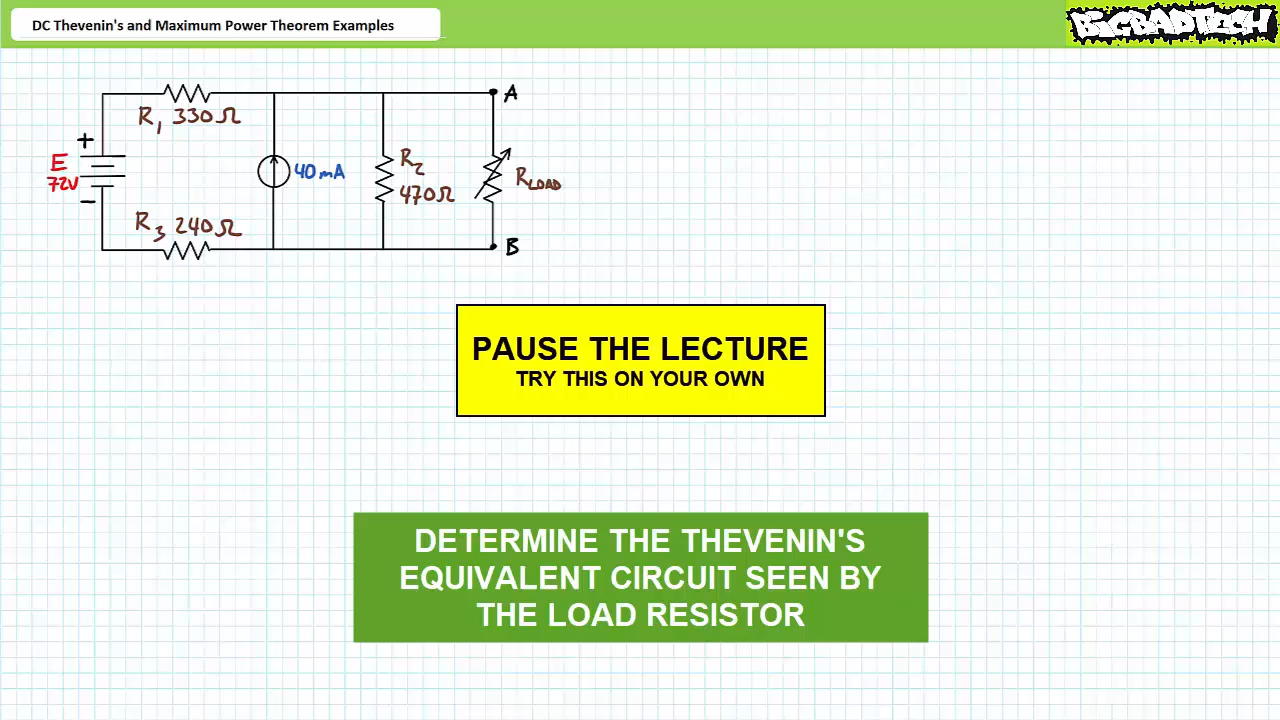 DC Thevenin's and Maximum Power Theorem Examples
BIGBADTECH
R1 330Ω
A
+
E
72V
40mA
R2
470Ω
RLOAD
-
R3 240Ω
B
PAUSE THE LECTURE
TRY THIS ON YOUR OWN
DETERMINE THE THEVENIN'S
EQUIVALENT CIRCUIT SEEN BY
THE LOAD RESISTOR